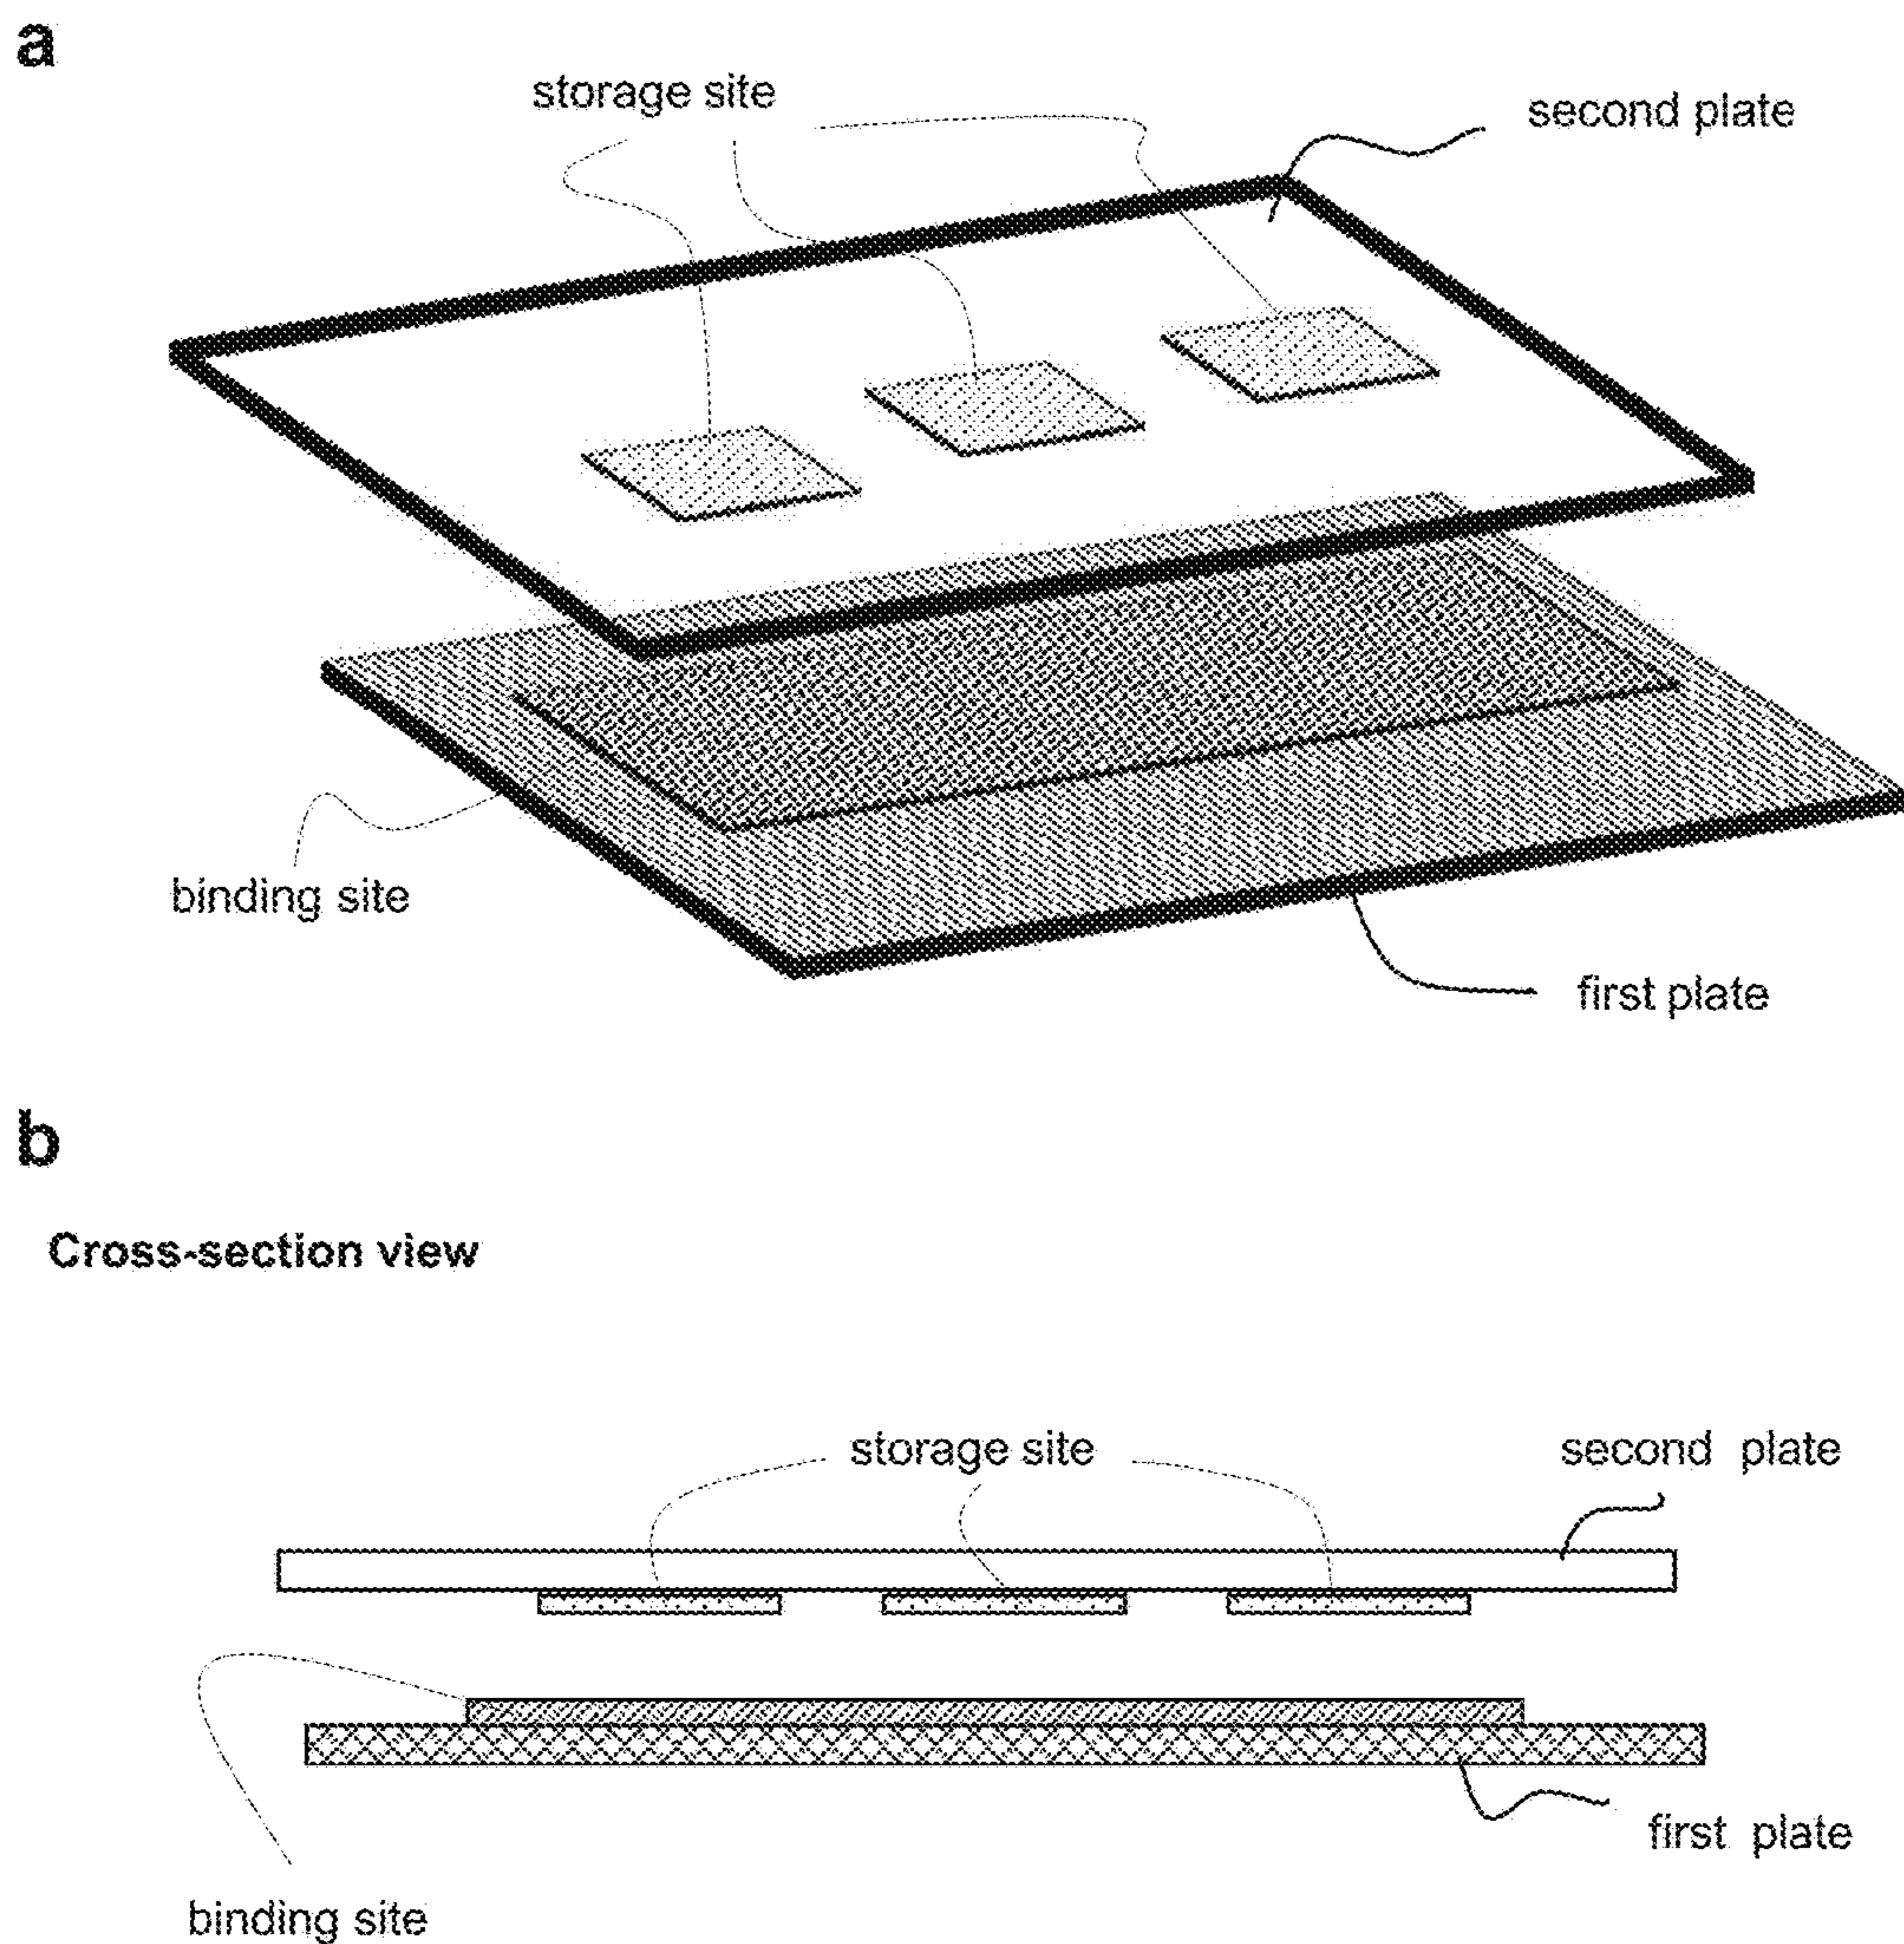 a
storage site
second plate
binding site
first plate
b
Cross-section view
storage site
second plate
first plate
binding site